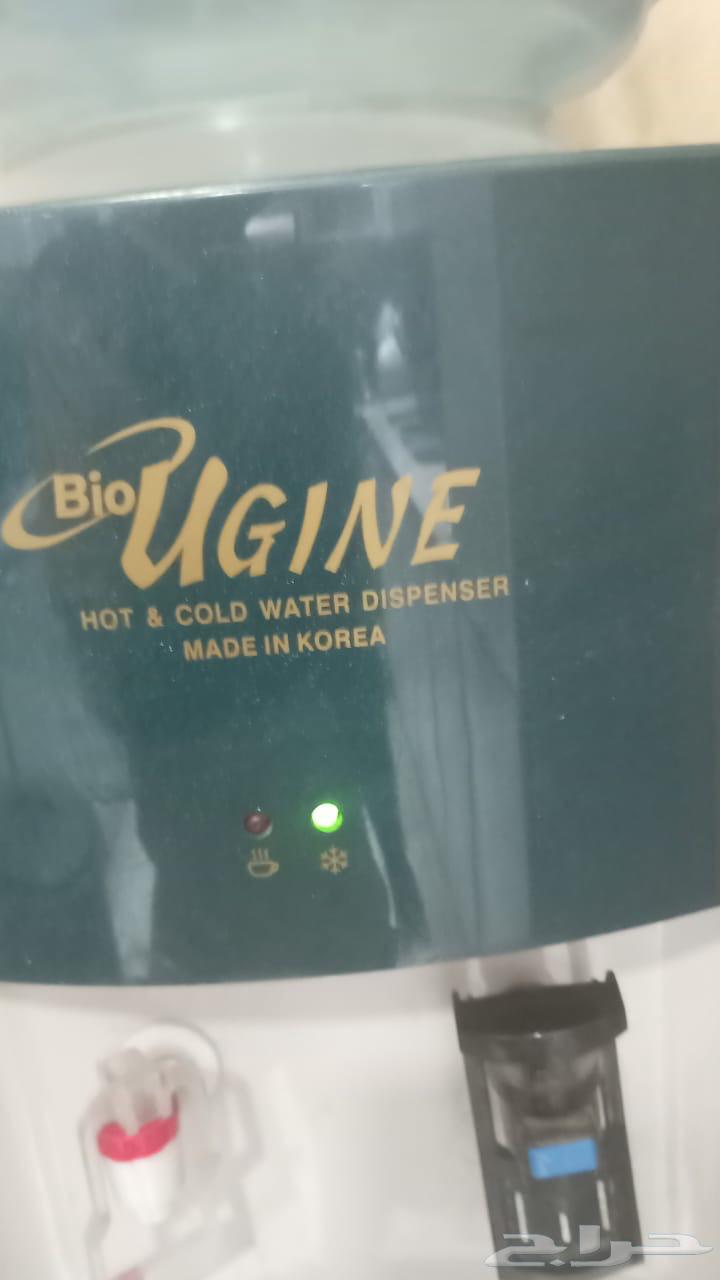 Bio UGINE
HOT & COLD WATER DISPENSER
MADE IN KOREA
حراج